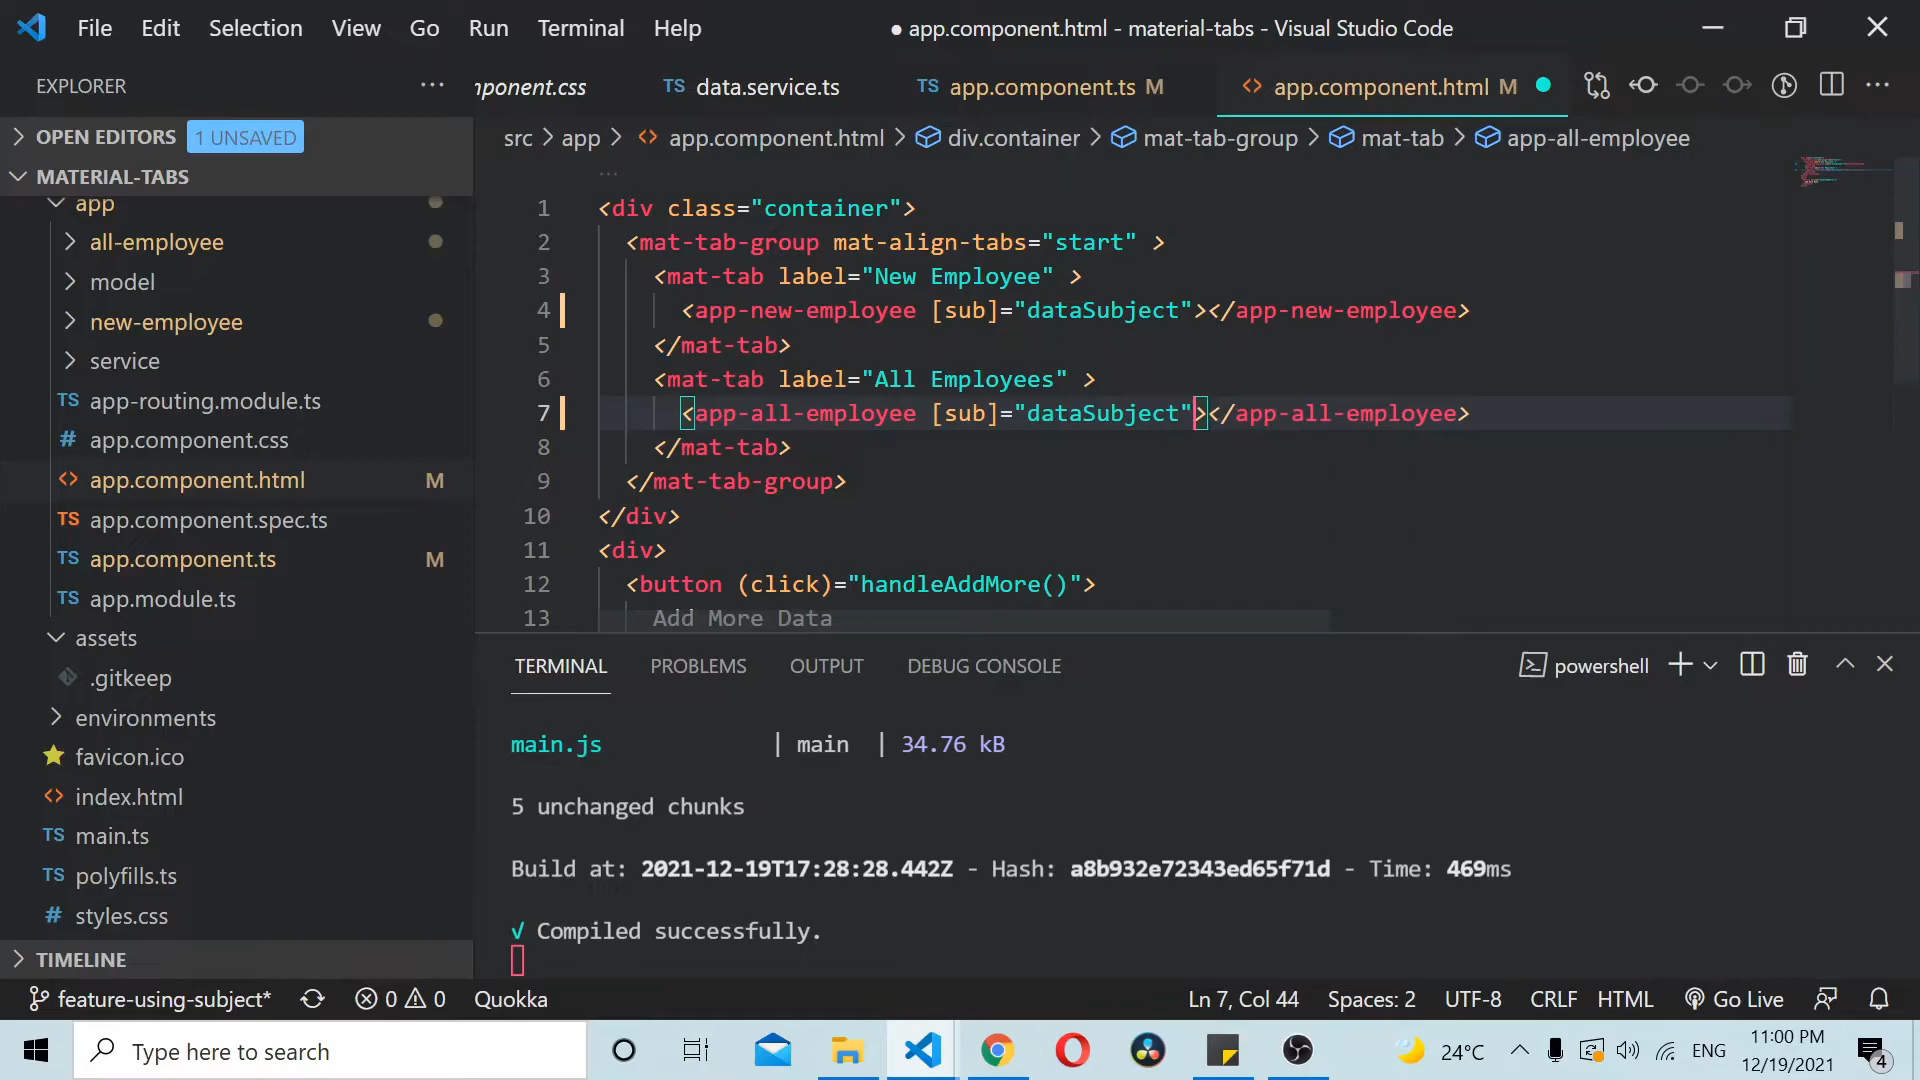 File Edit Selection View Go Run Terminal Help
● app.component.html - material-tabs - Visual Studio Code
EXPLORER
mponent.css TS data.service.ts TS app.component.ts M <> app.component.html M
OPEN EDITORS 1 UNSAVED
src > app > <> app.component.html > div.container > mat-tab-group > mat-tab > app-all-employee
MATERIAL-TABS
app
all-employee
model
new-employee
service
TS app-routing.module.ts
# app.component.css
<> app.component.html M
TS app.component.spec.ts
TS app.component.ts M
TS app.module.ts
assets
.gitkeep
environments
favicon.ico
<> index.html
TS main.ts
TS polyfills.ts
# styles.css
TIMELINE
1 <div class="container">
2 <mat-tab-group mat-align-tabs="start" >
3 <mat-tab label="New Employee" >
4 <app-new-employee [sub]="dataSubject"></app-new-employee>
5 </mat-tab>
6 <mat-tab label="All Employees" >
7 <app-all-employee [sub]="dataSubject"></app-all-employee>
8 </mat-tab>
9 </mat-tab-group>
10 </div>
11 <div>
12 <button (click)="handleAddMore()">
13 Add More Data
TERMINAL PROBLEMS OUTPUT DEBUG CONSOLE powershell
main.js | main | 34.76 kB
5 unchanged chunks
Build at: 2021-12-19T17:28:28.442Z - Hash: a8b932e72343ed65f71d - Time: 469ms
√ Compiled successfully.
feature-using-subject* 0 0 Quokka Ln 7, Col 44 Spaces: 2 UTF-8 CRLF HTML Go Live
Type here to search
24°C ENG
11:00 PM
12/19/2021
4